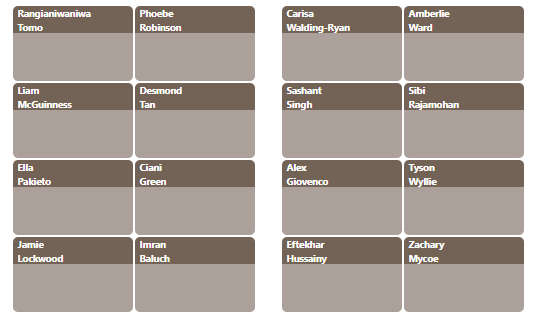 Rangianiwaniwa
Tomo
Phoebe
Robinson
Carisa
Walding-Ryan
Amberlie
Ward
Liam
McGuinness
Desmond
Tan
Sashant
Singh
Sibi
Rajamohan
Ella
Pakieto
Ciani
Green
Alex
Giovenco
Tyson
Wyllie
Jamie
Lockwood
Imran
Baluch
Eftekhar
Hussainy
Zachary
Mycoe